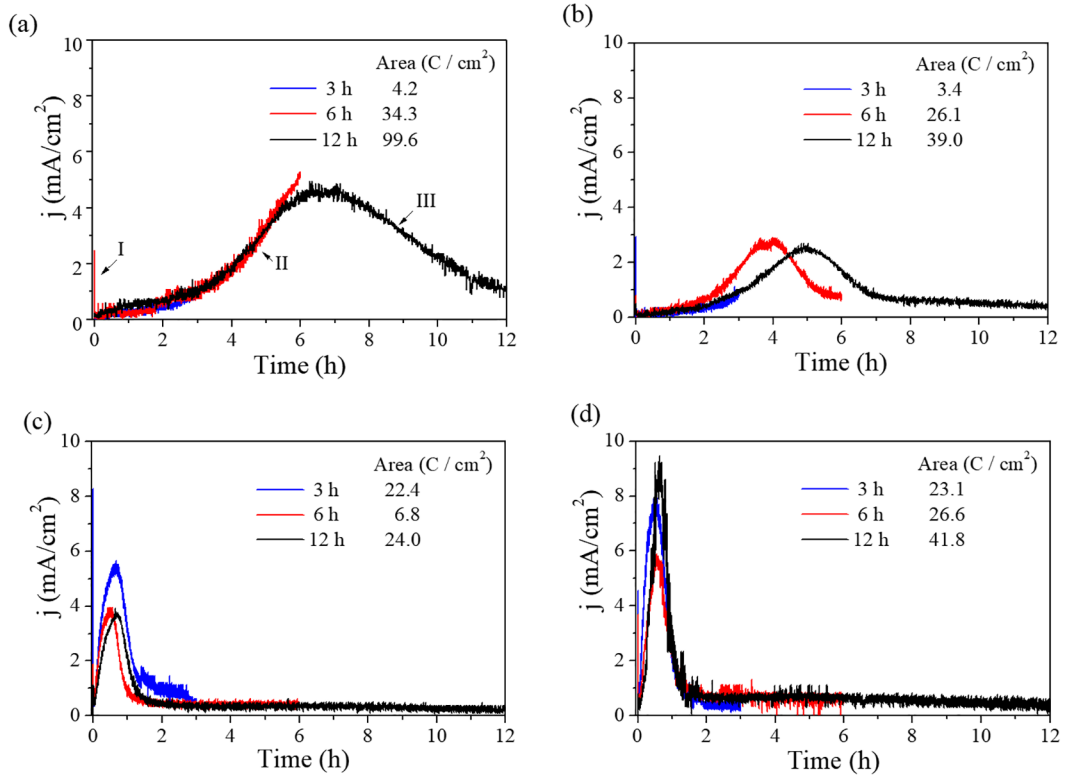 (a)
10
8
6
4
2
0
j (mA/cm²)
Area (C / cm²)
3 h 4.2
6 h 34.3
12 h 99.6
I
II
III
0 2 4 6 8 10 12
Time (h)
(b)
10
8
6
4
2
0
j (mA/cm²)
Area (C / cm²)
3 h 3.4
6 h 26.1
12 h 39.0
0 2 4 6 8 10 12
Time (h)
(c)
10
8
6
4
2
0
j (mA/cm²)
Area (C / cm²)
3 h 22.4
6 h 6.8
12 h 24.0
0 2 4 6 8 10 12
Time (h)
(d)
10
8
6
4
2
0
j (mA/cm²)
Area (C / cm²)
3 h 23.1
6 h 26.6
12 h 41.8
0 2 4 6 8 10 12
Time (h)